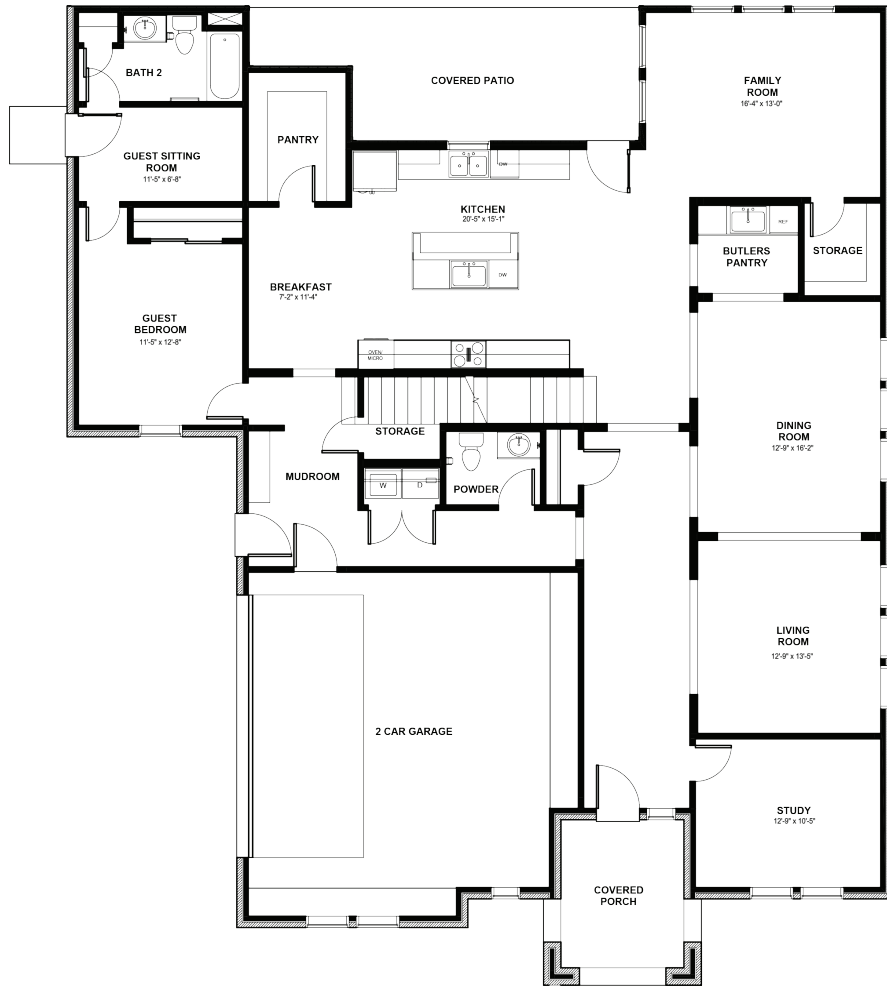 BATH 2
COVERED PATIO
FAMILY
ROOM
16'-4" x 13'-0"
PANTRY
GUEST SITTING
ROOM
11'-5" x 6'-8"
DW
KITCHEN
20'-5" x 15'-1"
REF
BUTLERS
PANTRY
STORAGE
DW
BREAKFAST
7'-2" x 11'-4"
GUEST
BEDROOM
11'-5" x 12'-8"
OVEN/
MICRO
STORAGE
DINING
ROOM
12'-9" x 16'-2"
MUDROOM
W
D
POWDER
LIVING
ROOM
12'-9" x 13'-5"
2 CAR GARAGE
STUDY
12'-9" x 10'-5"
COVERED
PORCH